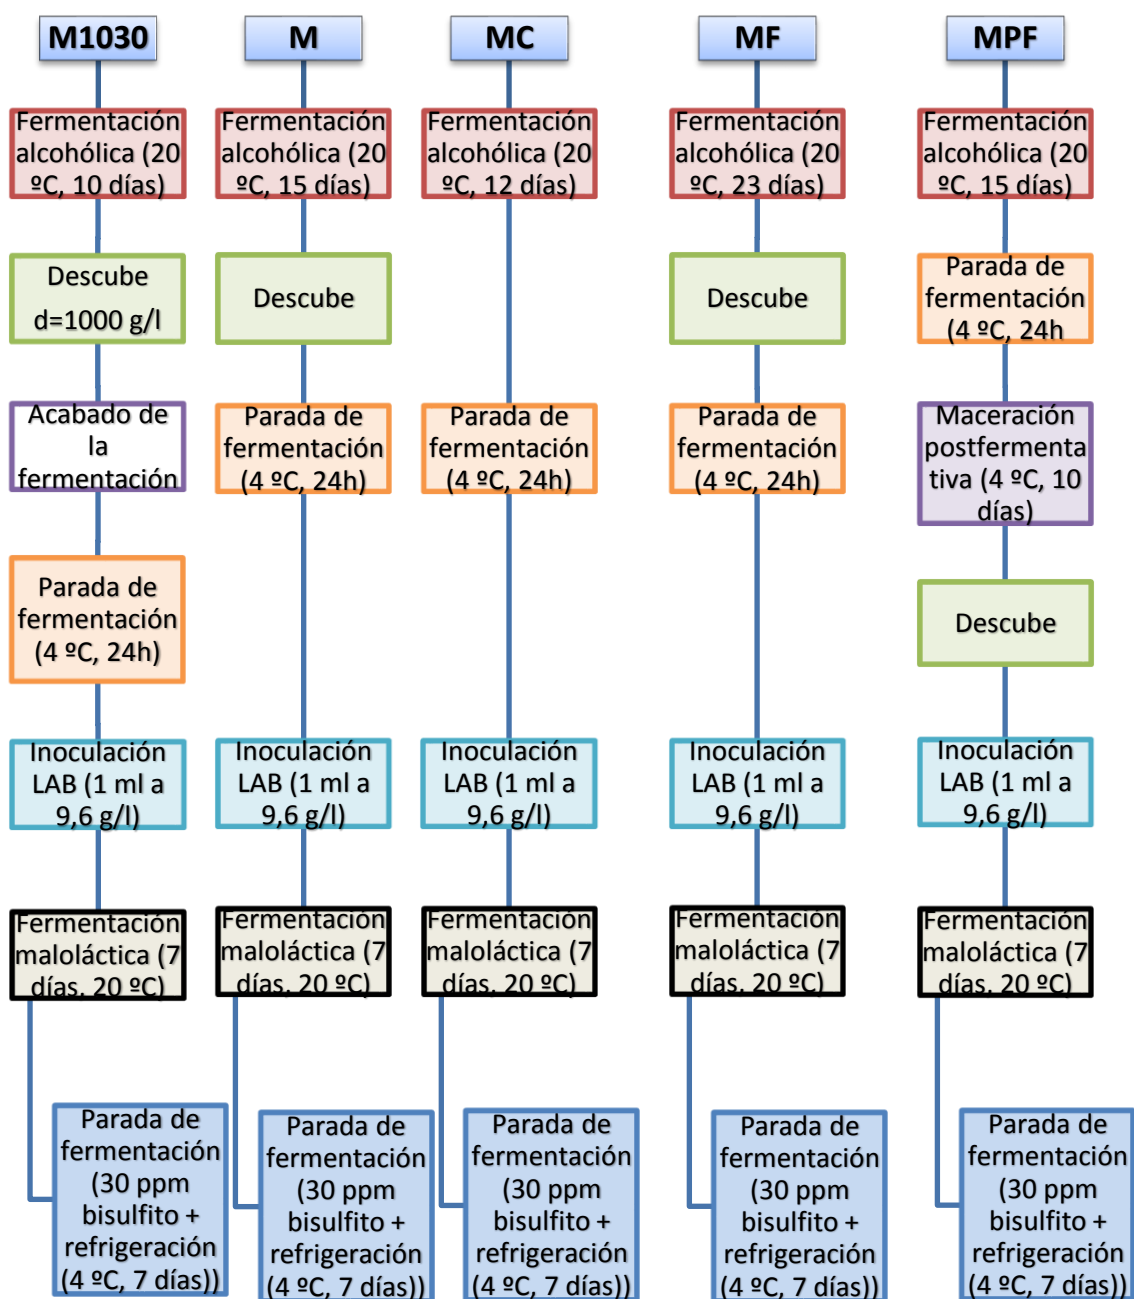 M1030
Fermentación
alcohólica (20
ºC, 10 días)
Descube
d=1000 g/l
Acabado de
la
fermentación
Parada de
fermentación
(4 ºC, 24h)
Inoculación
LAB (1 ml a
9,6 g/l)
Fermentación
maloláctica (7
días, 20 ºC)
Parada de
fermentación
(30 ppm
bisulfito +
refrigeración
(4 ºC, 7 días))
M
Fermentación
alcohólica (20
ºC, 15 días)
Descube
Parada de
fermentación
(4 ºC, 24h)
Inoculación
LAB (1 ml a
9,6 g/l)
Fermentación
maloláctica (7
días, 20 ºC)
Parada de
fermentación
(30 ppm
bisulfito +
refrigeración
(4 ºC, 7 días))
MC
Fermentación
alcohólica (20
ºC, 12 días)
Parada de
fermentación
(4 ºC, 24h)
Inoculación
LAB (1 ml a
9,6 g/l)
Fermentación
maloláctica (7
días, 20 ºC)
Parada de
fermentación
(30 ppm
bisulfito +
refrigeración
(4 ºC, 7 días))
MF
Fermentación
alcohólica (20
ºC, 23 días)
Descube
Parada de
fermentación
(4 ºC, 24h)
Inoculación
LAB (1 ml a
9,6 g/l)
Fermentación
maloláctica (7
días, 20 ºC)
Parada de
fermentación
(30 ppm
bisulfito +
refrigeración
(4 ºC, 7 días))
MPF
Fermentación
alcohólica (20
ºC, 15 días)
Parada de
fermentación
(4 ºC, 24h
Maceración
postfermenta
tiva (4 ºC, 10
días)
Descube
Inoculación
LAB (1 ml a
9,6 g/l)
Fermentación
maloláctica (7
días, 20 ºC)
Parada de
fermentación
(30 ppm
bisulfito +
refrigeración
(4 ºC, 7 días))